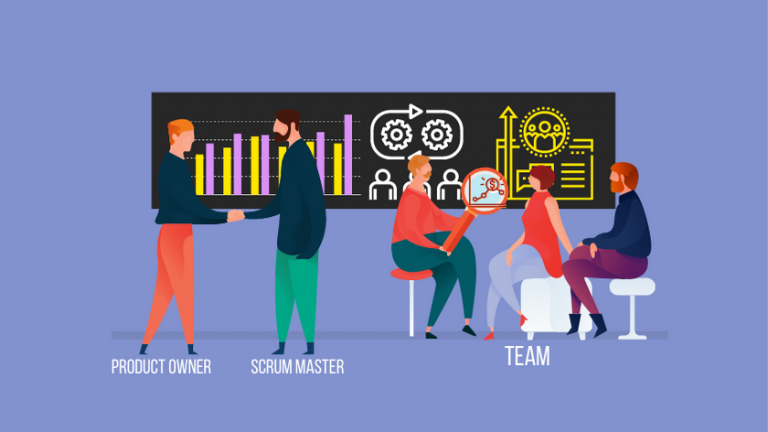 PRODUCT OWNER
SCRUM MASTER
TEAM
$